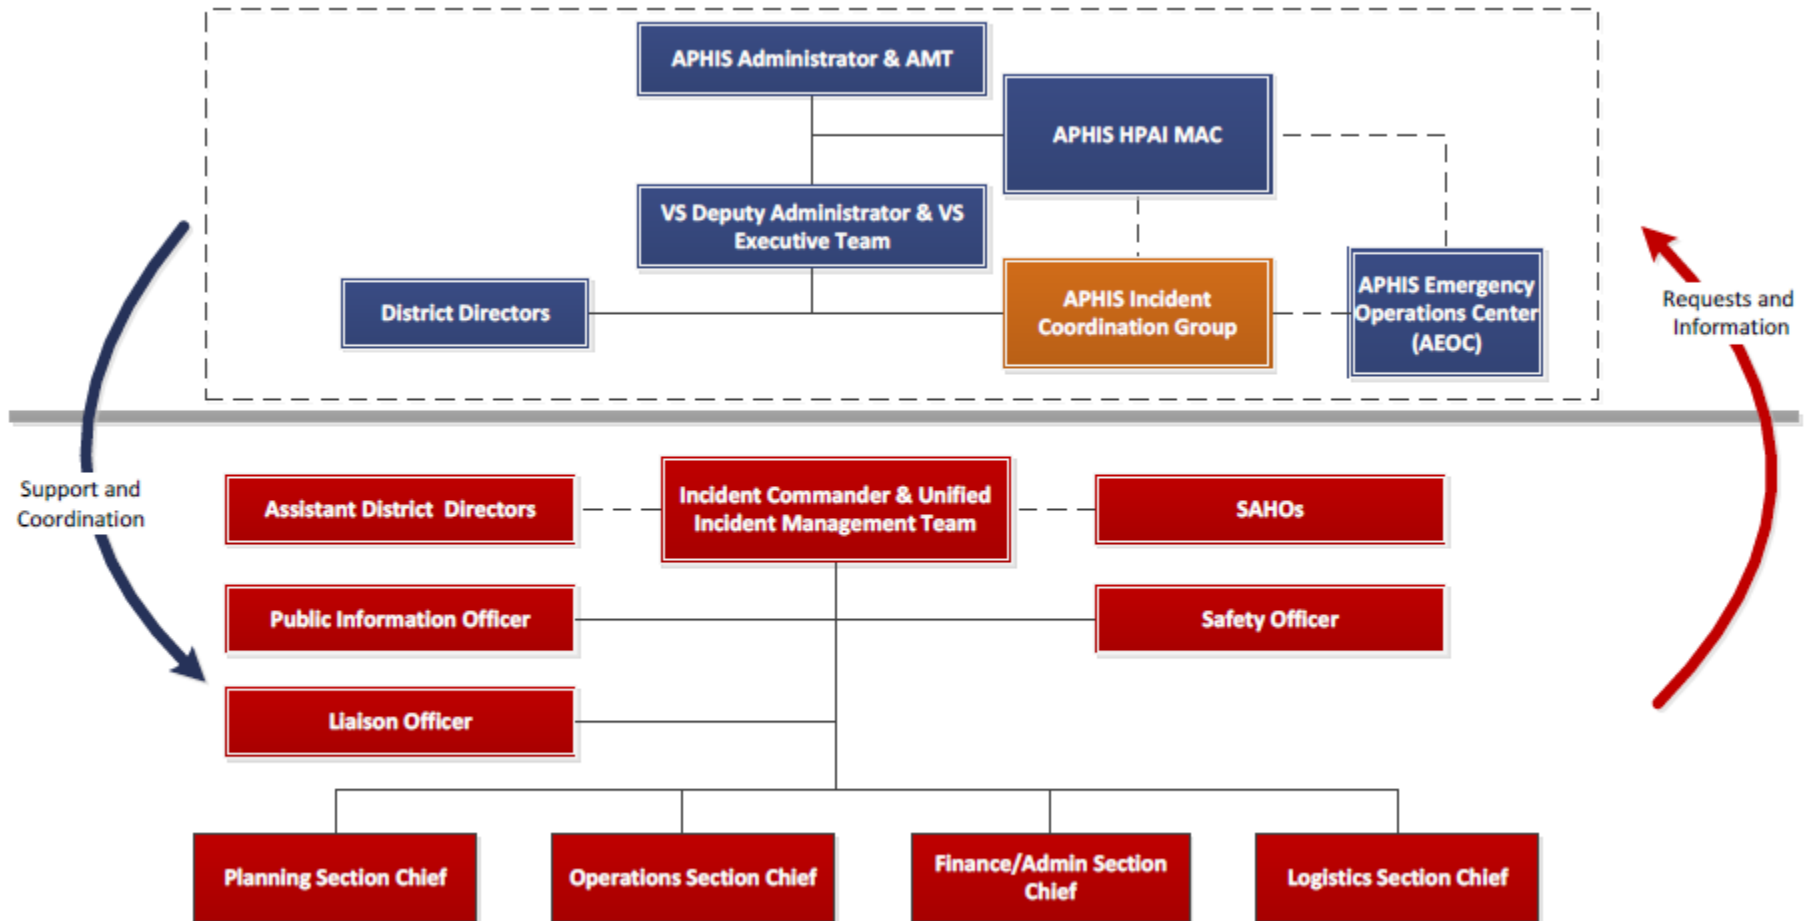 APHIS Administrator & AMT
APHIS HPAI MAC
VS Deputy Administrator & VS
Executive Team
District Directors
APHIS Incident
Coordination Group
APHIS Emergency
Operations Center
(AEOC)
Requests and
Information
Support and
Coordination
Assistant District Directors
Incident Commander & Unified
Incident Management Team
SAHOs
Public Information Officer
Safety Officer
Liaison Officer
Planning Section Chief
Operations Section Chief
Finance/Admin Section
Chief
Logistics Section Chief